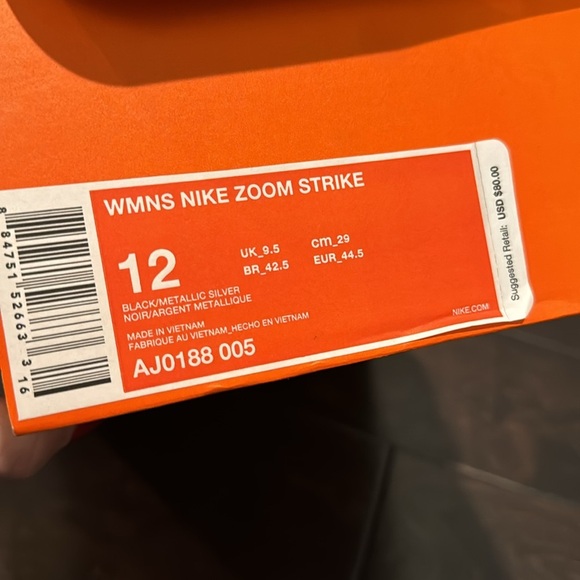 WMNS NIKE ZOOM STRIKE
12
UK_9.5 cm_29
BR_42.5 EUR_44.5
BLACK/METALLIC SILVER
NOIR/ARGENT METALLIQUE
MADE IN VIETNAM
FABRIQUE AU VIETNAM_HECHO EN VIETNAM
AJ0188 005
NIKE.COM
Suggested Retail: USD $80.00
8 84751 52663 3 16